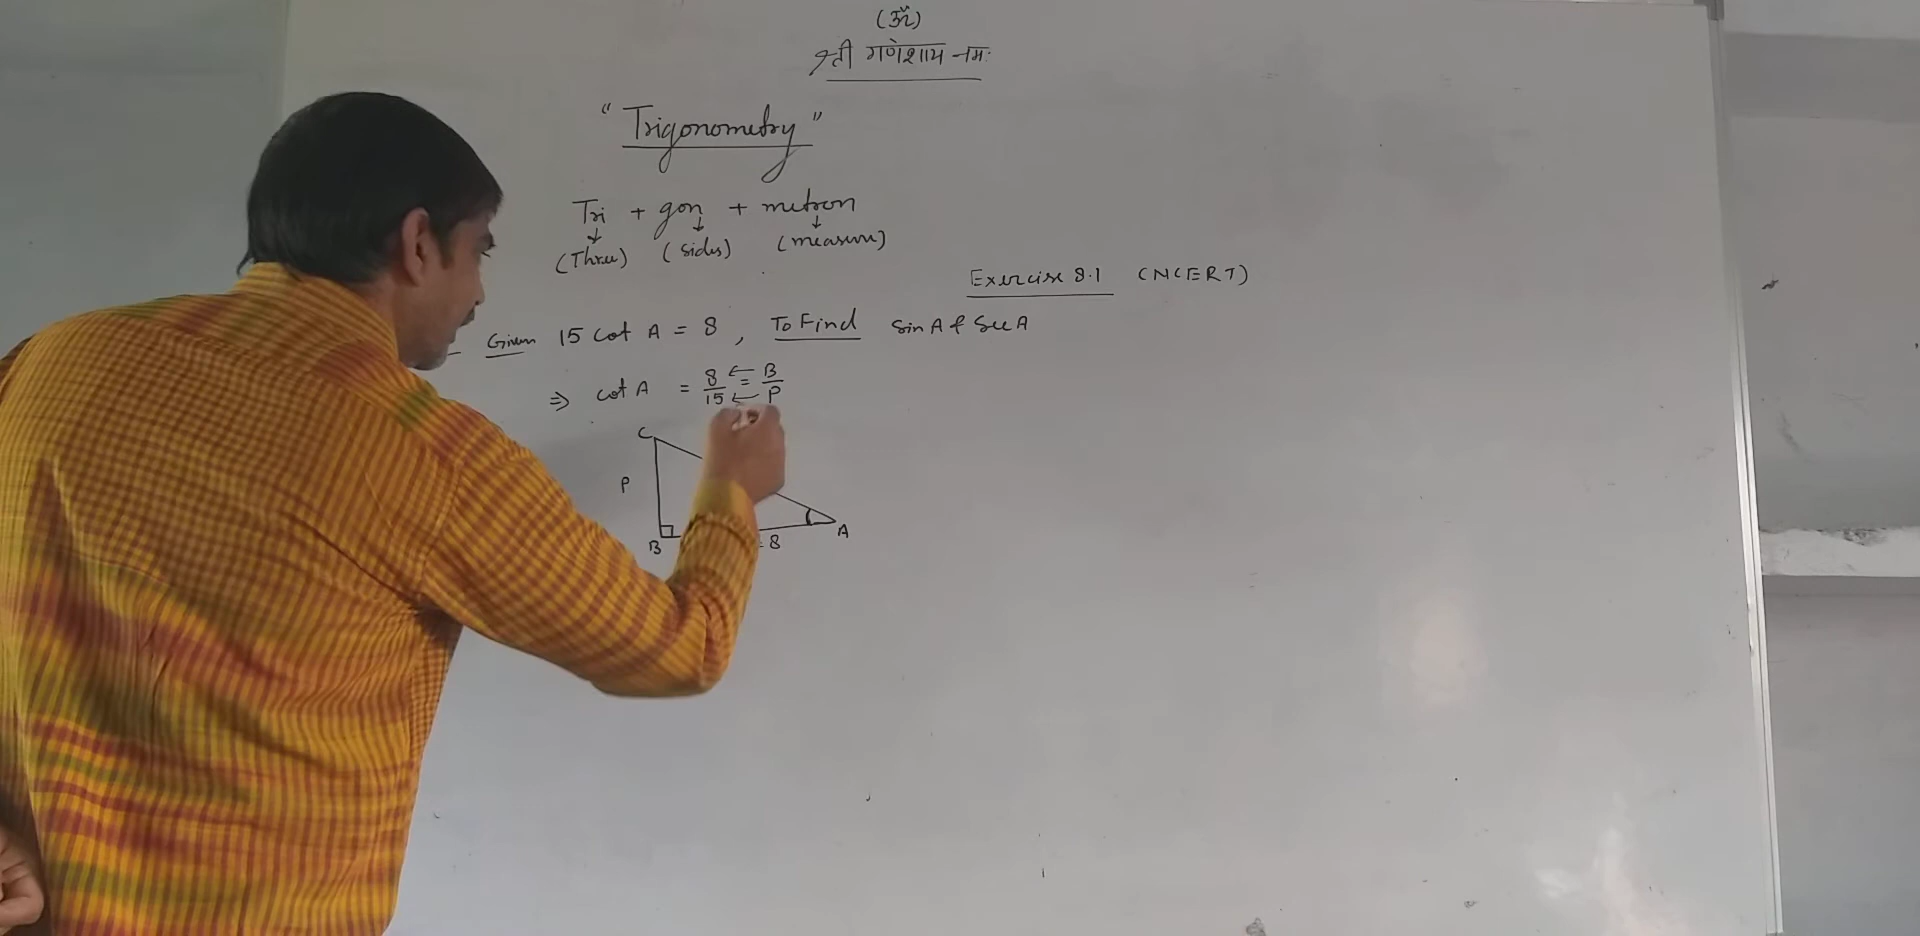 (ॐ)
श्री गणेशाय नमः
"Trigonometry"
Tri + gon + metron
(Three) (sides) (measure)
Exercise 8.1 (NCERT)
Given 15 cot A = 8, To Find sin A & Sec A
⇒ cot A = 8/15 = B/P
C
P
B = 8 A